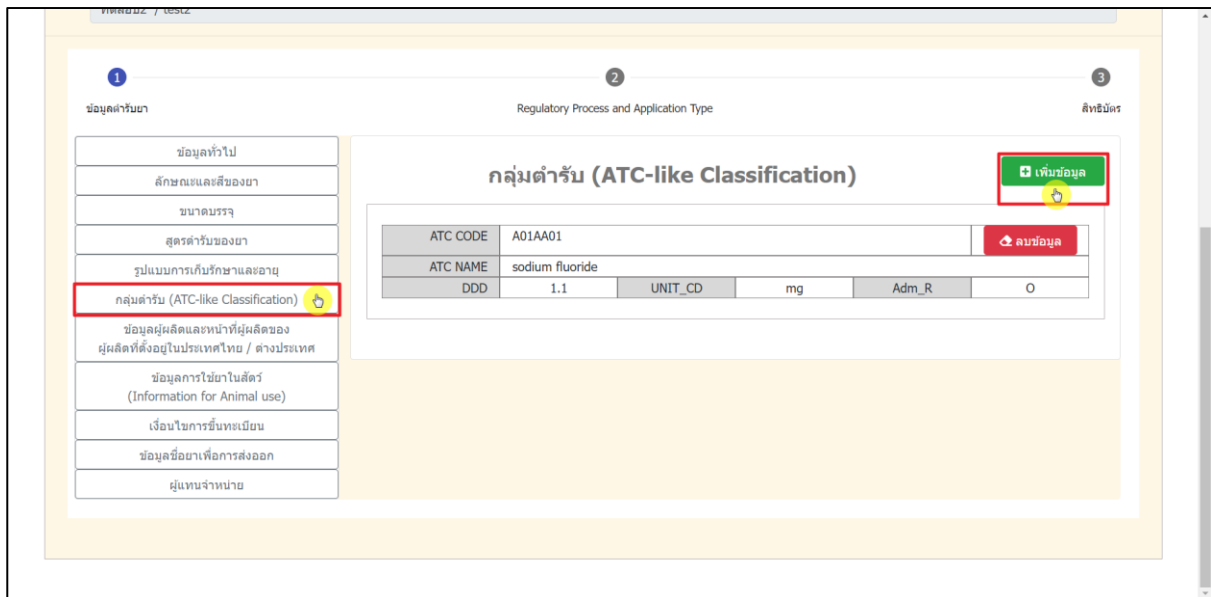 ทดสอบ2 / test2
1
2
3
ข้อมูลตำรับยา
Regulatory Process and Application Type
สิทธิบัตร
ข้อมูลทั่วไป
ลักษณะและสีของยา
ขนาดบรรจุ
สูตรตำรับของยา
รูปแบบการเก็บรักษาและอายุ
กลุ่มตำรับ (ATC-like Classification)
ข้อมูลผู้ผลิตและหน้าที่ผู้ผลิตของ
ผู้ผลิตที่ตั้งอยู่ในประเทศไทย / ต่างประเทศ
ข้อมูลการใช้ยาในสัตว์
(Information for Animal use)
เงื่อนไขการขึ้นทะเบียน
ข้อมูลชื่อยาเพื่อการส่งออก
ผู้แทนจำหน่าย
กลุ่มตำรับ (ATC-like Classification)
เพิ่มข้อมูล
ATC CODE A01AA01 ลบข้อมูล
ATC NAME sodium fluoride
DDD 1.1 UNIT_CD mg Adm_R O